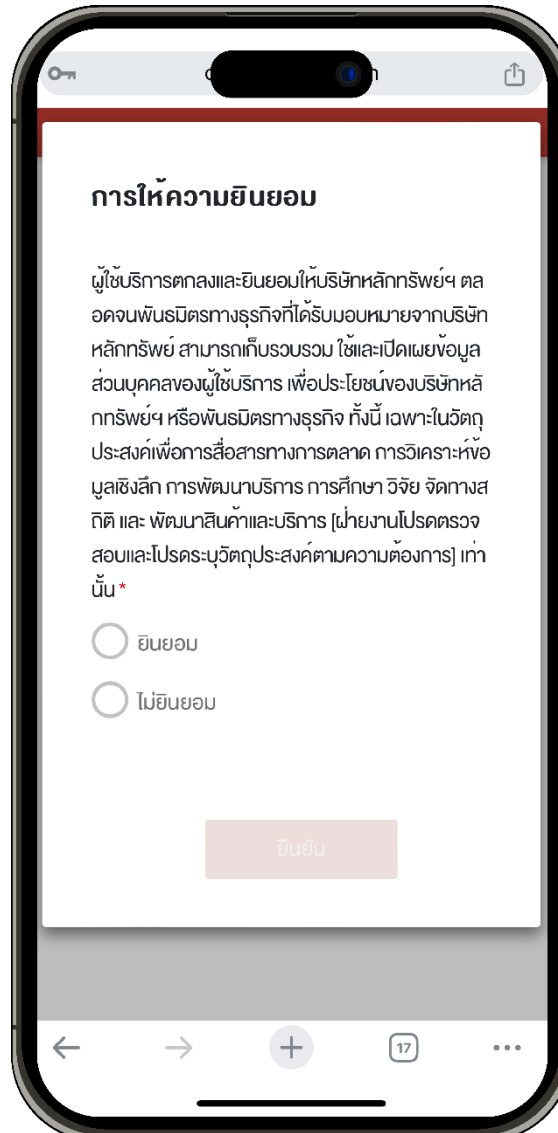 การให้ความยินยอม
ผู้ใช้บริการตกลงและยินยอมให้บริษัทหลักทรัพย์ฯ ตล
อดจนพันธมิตรทางธุรกิจที่ได้รับมอบหมายจากบริษัท
หลักทรัพย์ สามารถเก็บรวบรวม ใช้และเปิดเผยข้อมูล
ส่วนบุคคลของผู้ใช้บริการ เพื่อประโยชน์ของบริษัทหลั
กทรัพย์ฯ หรือพันธมิตรทางธุรกิจ ทั้งนี้ เฉพาะในวัตถุ
ประสงค์เพื่อการสื่อสารทางการตลาด การวิเคราะห์ข้อ
มูลเชิงลึก การพัฒนาบริการ การศึกษา วิจัย จัดทางส
ถิติ และ พัฒนาสินค้าและบริการ [ฝ่ายงานโปรดตรวจ
สอบและโปรดระบุวัตถุประสงค์ตามความต้องการ] เท่า
นั้น *
ยินยอม
ไม่ยินยอม
ยืนยัน
17